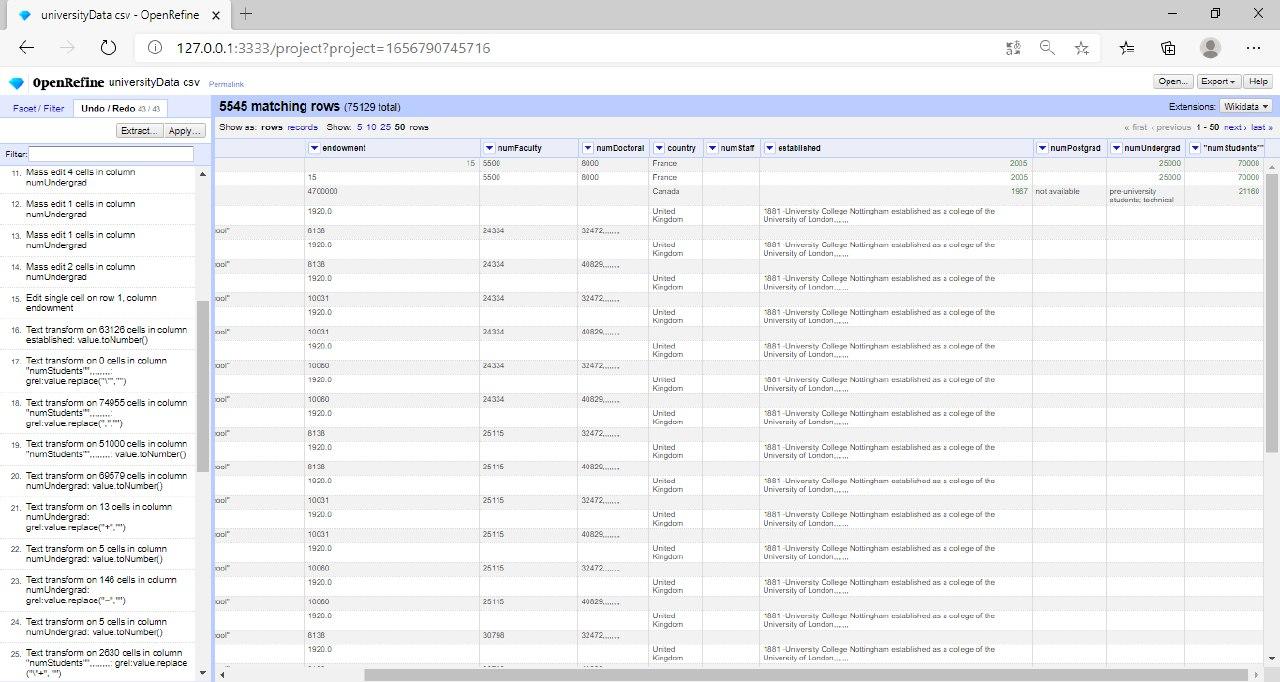 universityData csv - OpenRefine
127.0.0.1:3333/project?project=1656790745716
OpenRefine universityData csv Permalink
Open... Export Help
Facet / Filter Undo / Redo 43 / 43
5545 matching rows (75129 total)
Extensions: Wikidata
Extract... Apply...
Show as: rows records Show: 5 10 25 50 rows
« first ‹ previous 1 - 50 next › last »
Filter:
11. Mass edit 4 cells in column
numUndergrad
12. Mass edit 1 cells in column
numUndergrad
13. Mass edit 1 cells in column
numUndergrad
14. Mass edit 2 cells in column
numUndergrad
15. Edit single cell on row 1, column
endowment
16. Text transform on 63126 cells in column
established: value.toNumber()
17. Text transform on 0 cells in column
"numStudents"",,,,,,,,:
grel:value.replace("\"","")
18. Text transform on 74875 cells in column
"numStudents"",,,,,,,,:
grel:value.replace(",","")
19. Text transform on 51000 cells in column
"numStudents"",,,,,,,,: value.toNumber()
20. Text transform on 69679 cells in column
numUndergrad: value.toNumber()
21. Text transform on 13 cells in column
numUndergrad:
grel:value.replace("+","")
22. Text transform on 5 cells in column
numUndergrad: value.toNumber()
23. Text transform on 146 cells in column
numUndergrad:
grel:value.replace("~","")
24. Text transform on 0 cells in column
numUndergrad: value.toNumber()
25. Text transform on 2630 cells in column
"numStudents"",,,,,,,,: grel:value.replace
("\"+", "")
endowment numFaculty numDoctoral country numStaff established numPostgrad numUndergrad "numStudents""
15 5500 8000 France 2005 25000 70000
15 5500 8000 France 2005 25000 70000
4700000 Canada 1967 not available pre-university 21160
students; technical
1920.0 United 1881 -University College Nottingham established as a college of the
Kingdom University of London,,,,,,
ool" 8138 24334 32472,,,,,,,
1920.0 United 1881 -University College Nottingham established as a college of the
Kingdom University of London,,,,,,
ool" 8138 24334 40829,,,,,,,
1920.0 United 1881 -University College Nottingham established as a college of the
Kingdom University of London,,,,,,
ool" 10031 24334 32472,,,,,,,
1920.0 United 1881 -University College Nottingham established as a college of the
Kingdom University of London,,,,,,
ool" 10031 24334 40829,,,,,,,
1920.0 United 1881 -University College Nottingham established as a college of the
Kingdom University of London,,,,,,
ool" 10060 24334 32472,,,,,,,
1920.0 United 1881 -University College Nottingham established as a college of the
Kingdom University of London,,,,,,
ool" 10060 24334 40829,,,,,,,
1920.0 United 1881 -University College Nottingham established as a college of the
Kingdom University of London,,,,,,
ool" 8138 25115 32472,,,,,,,
1920.0 United 1881 -University College Nottingham established as a college of the
Kingdom University of London,,,,,,
ool" 8138 25115 40829,,,,,,,
1920.0 United 1881 -University College Nottingham established as a college of the
Kingdom University of London,,,,,,
ool" 10031 25115 32472,,,,,,,
1920.0 United 1881 -University College Nottingham established as a college of the
Kingdom University of London,,,,,,
ool" 10031 25115 40829,,,,,,,
1920.0 United 1881 -University College Nottingham established as a college of the
Kingdom University of London,,,,,,
ool" 10060 25115 32472,,,,,,,
1920.0 United 1881 -University College Nottingham established as a college of the
Kingdom University of London,,,,,,
ool" 10060 25115 40829,,,,,,,
1920.0 United 1881 -University College Nottingham established as a college of the
Kingdom University of London,,,,,,
ool" 8138 30798 32472,,,,,,,
1920.0 United 1881 -University College Nottingham established as a college of the
Kingdom University of London,,,,,,